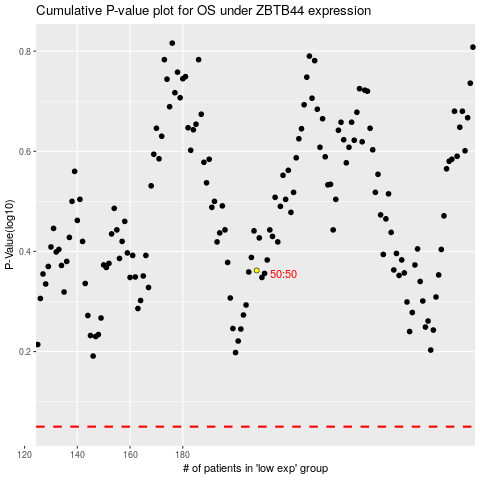 Cumulative P-value plot for OS under ZBTB44 expression
P-Value(log10)
0.8
0.6
0.4
0.2
50:50
120 140 160 180
# of patients in 'low exp' group